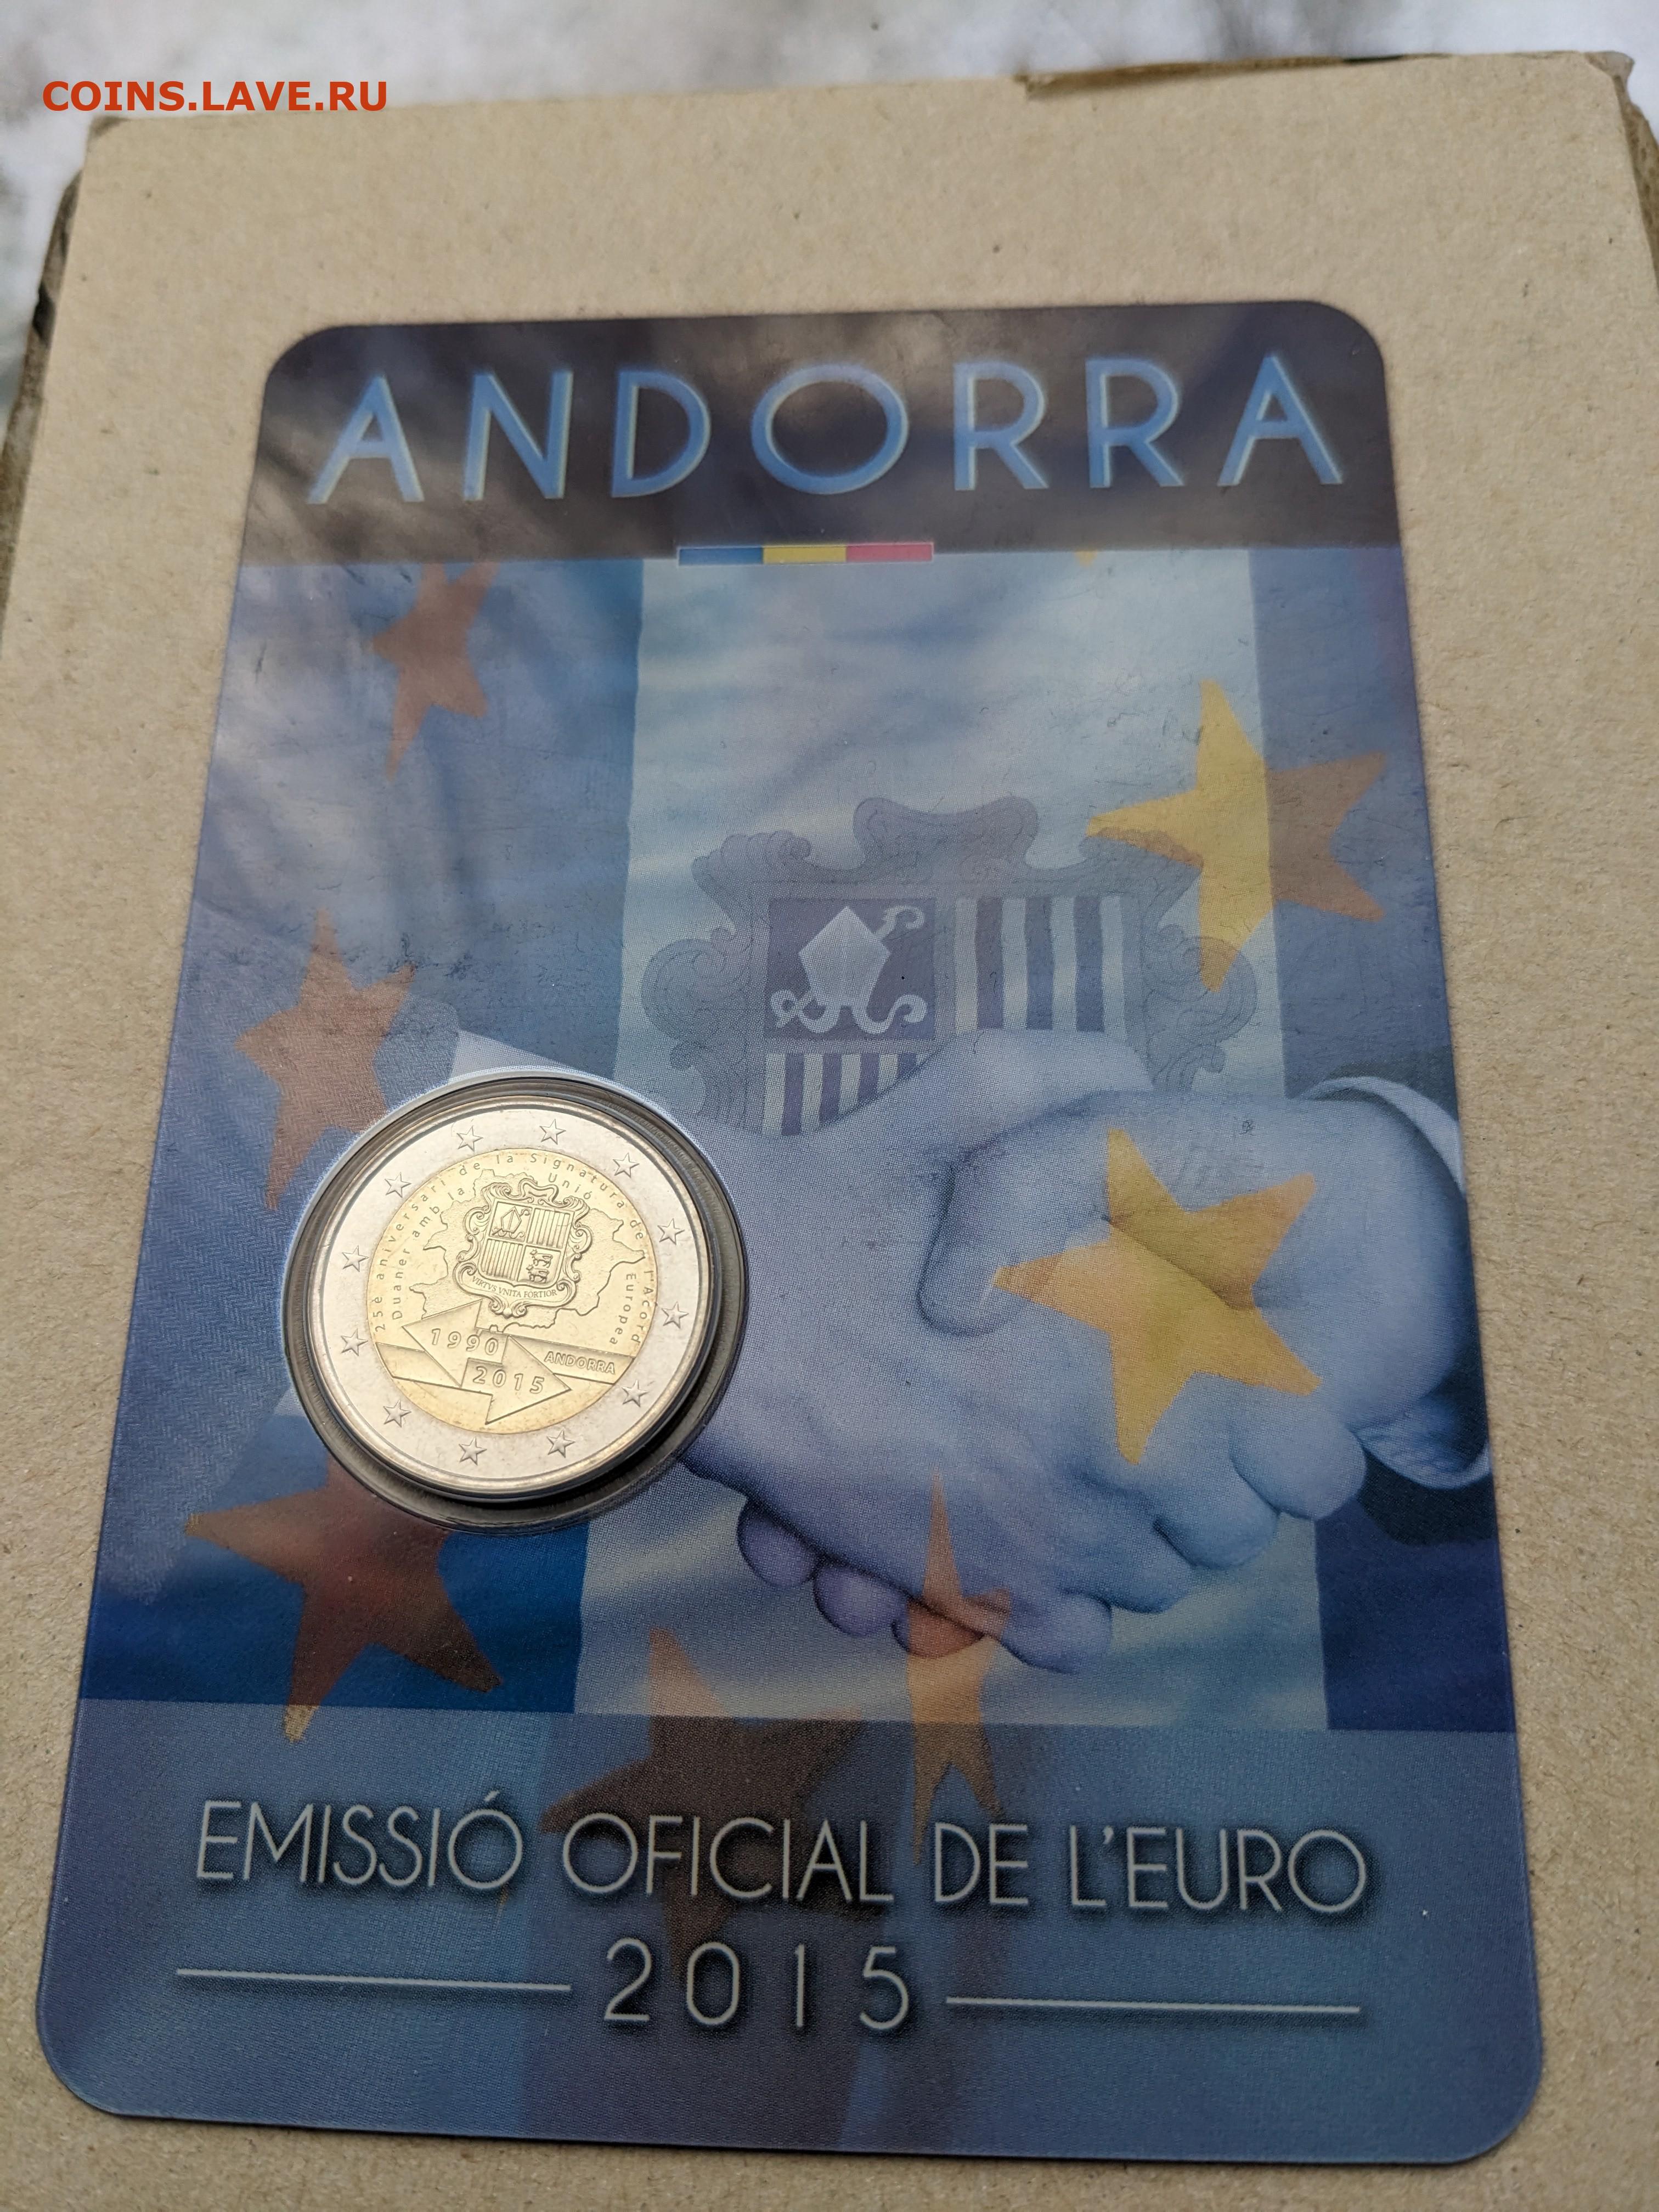 COINS.LAVE.RU
ANDORRA
25è aniversari de la Signatura de l'Acord
Duaner amb la Unió Europea
VIRTVS VNITA FORTIOR
1990
ANDORRA
2015
EMISSIÓ OFICIAL DE L'EURO
2015